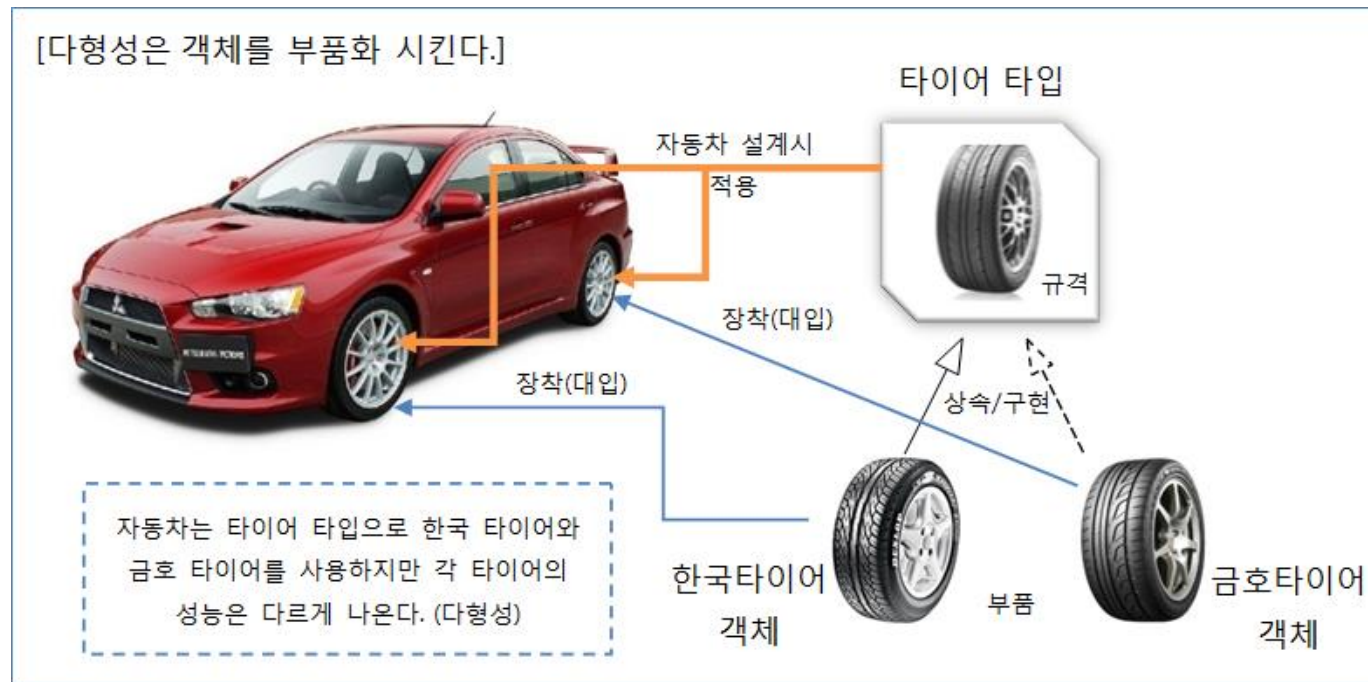 [다형성은 객체를 부품화 시킨다.]
타이어 타입
자동차 설계시
적용
규격
장착(대입)
장착(대입)
상속/구현
자동차는 타이어 타입으로 한국 타이어와
금호 타이어를 사용하지만 각 타이어의
성능은 다르게 나온다. (다형성)
한국타이어
객체
부품
금호타이어
객체